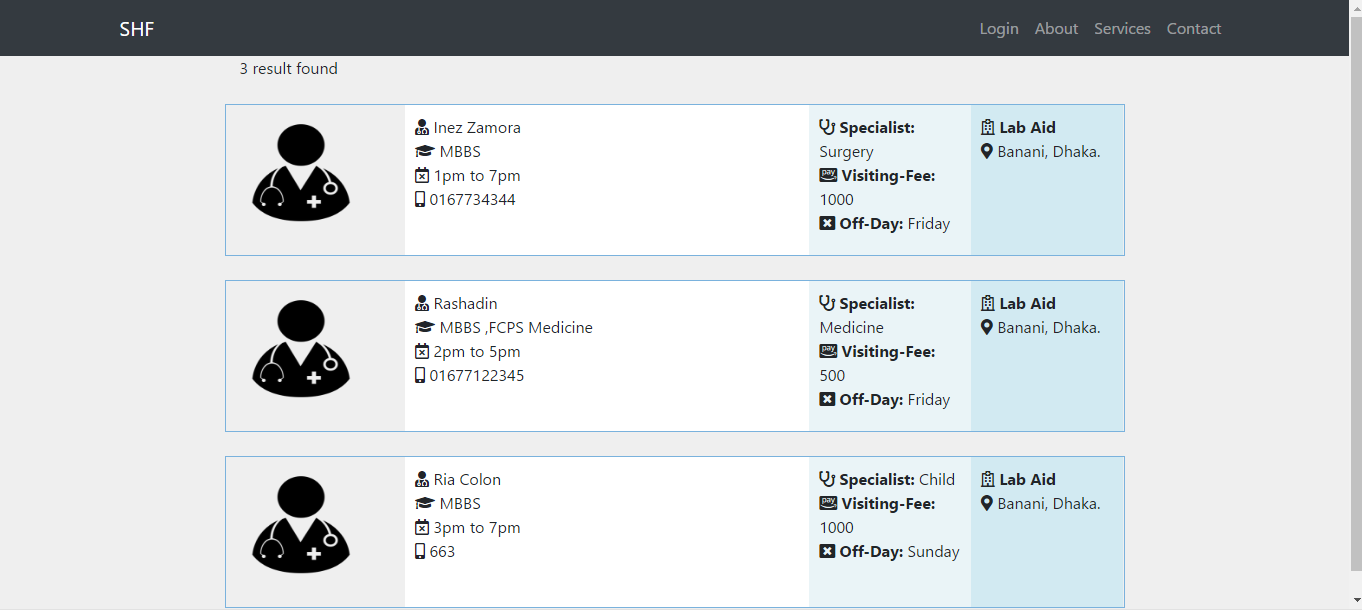 SHF Login About Services Contact
3 result found
Inez Zamora
MBBS
1pm to 7pm
0167734344
Specialist:
Surgery
pay Visiting-Fee:
1000
Off-Day: Friday
Lab Aid
Banani, Dhaka.
Rashadin
MBBS ,FCPS Medicine
2pm to 5pm
01677122345
Specialist:
Medicine
pay Visiting-Fee:
500
Off-Day: Friday
Lab Aid
Banani, Dhaka.
Ria Colon
MBBS
3pm to 7pm
663
Specialist: Child
pay Visiting-Fee:
1000
Off-Day: Sunday
Lab Aid
Banani, Dhaka.